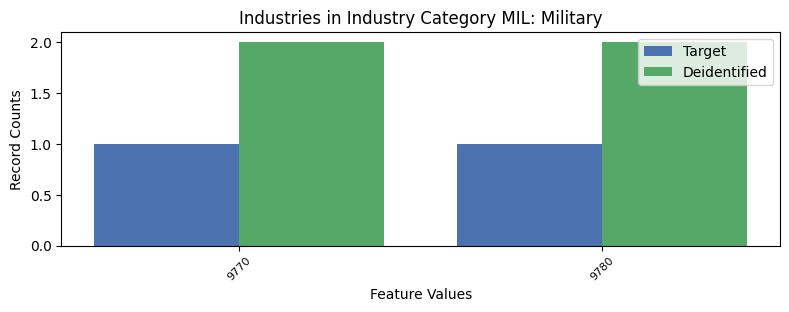 Industries in Industry Category MIL: Military
Target
Deidentified
Record Counts
2.0
1.5
1.0
0.5
0.0
9770
9780
Feature Values